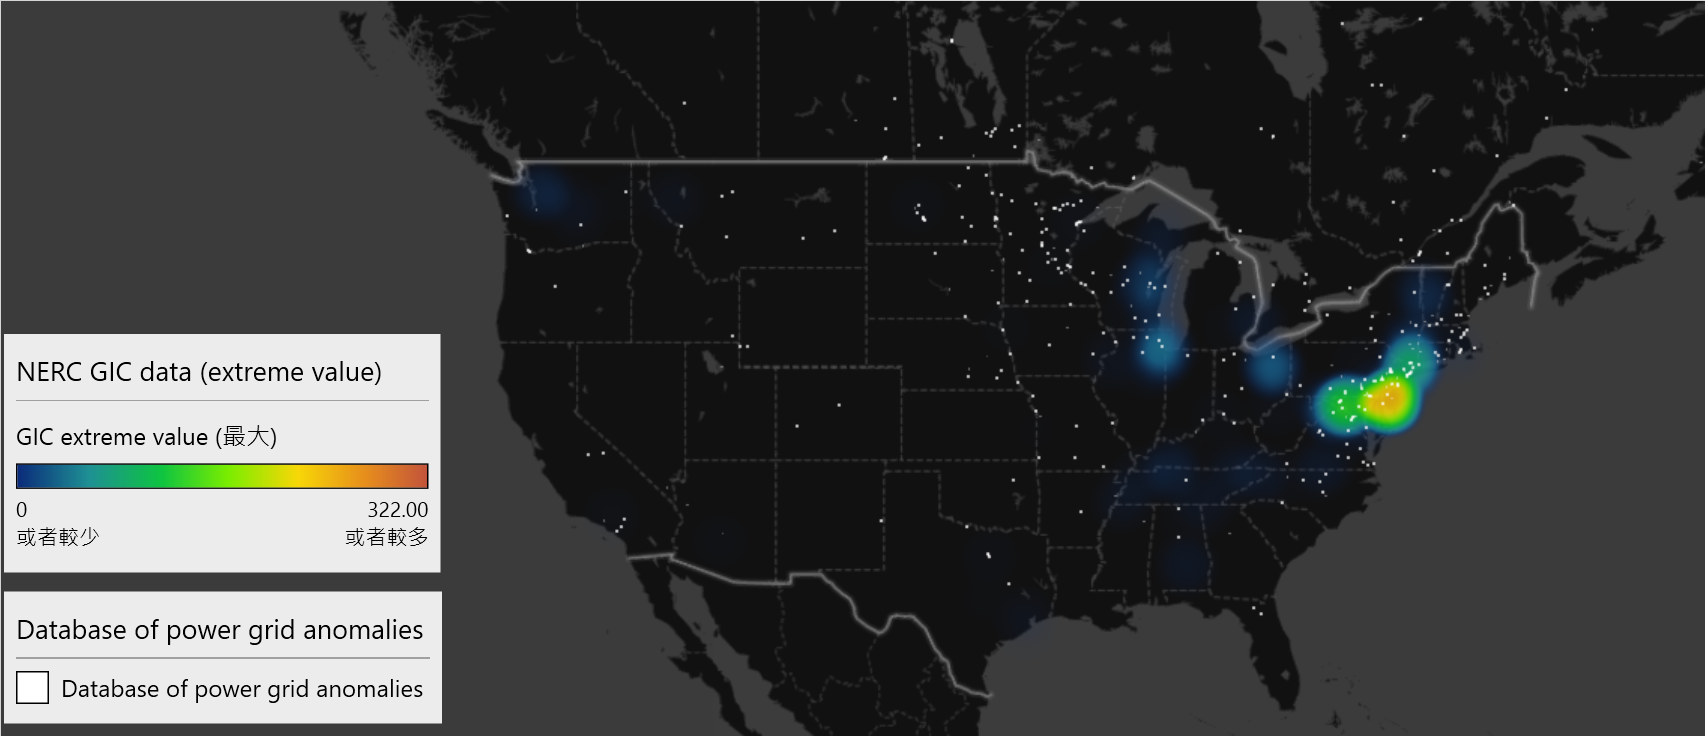 NERC GIC data (extreme value)
GIC extreme value (最大)
0 322.00
或者較少 或者較多
Database of power grid anomalies
Database of power grid anomalies